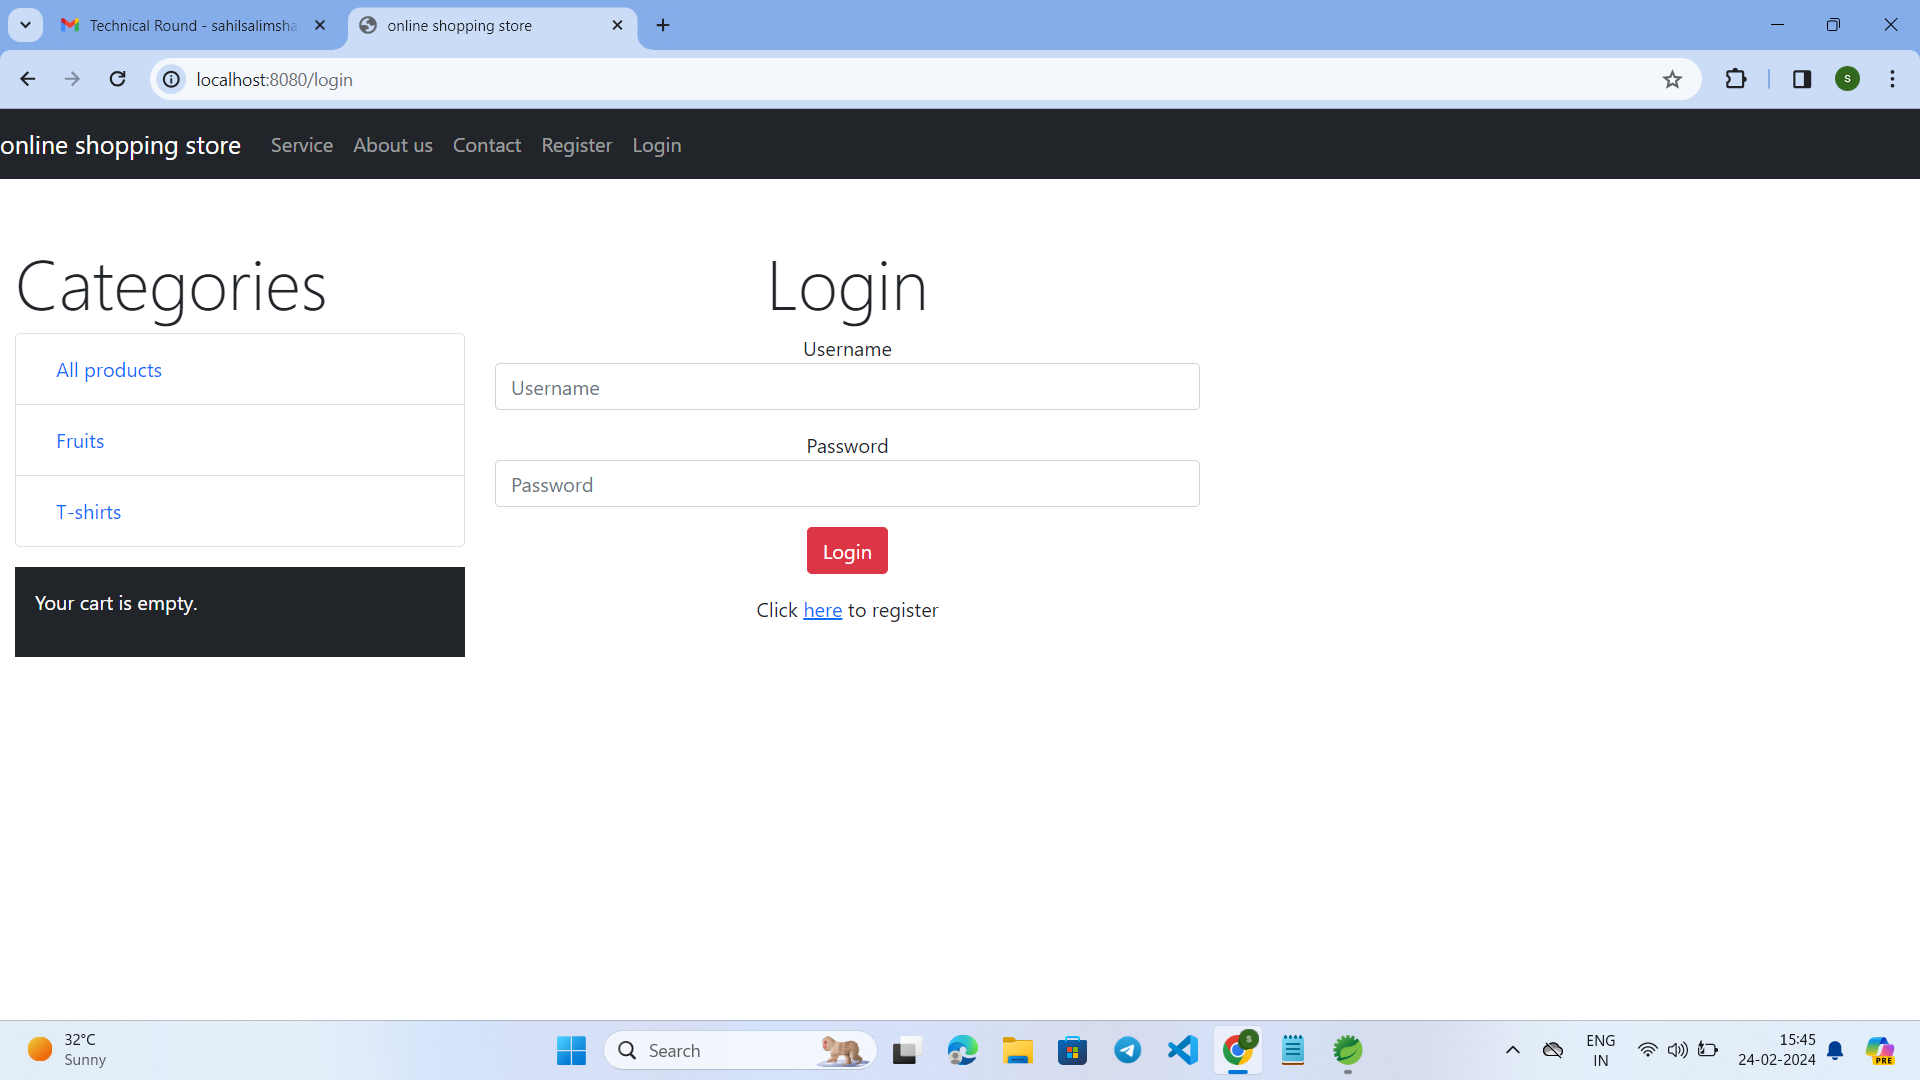 Technical Round - sahilsalimsha
online shopping store
localhost:8080/login
online shopping store Service About us Contact Register Login
Categories
All products
Fruits
T-shirts
Your cart is empty.
Login
Username
Username
Password
Password
Login
Click here to register
32°C
Sunny
Search
ENG
IN
15:45
24-02-2024
PRE
S
S